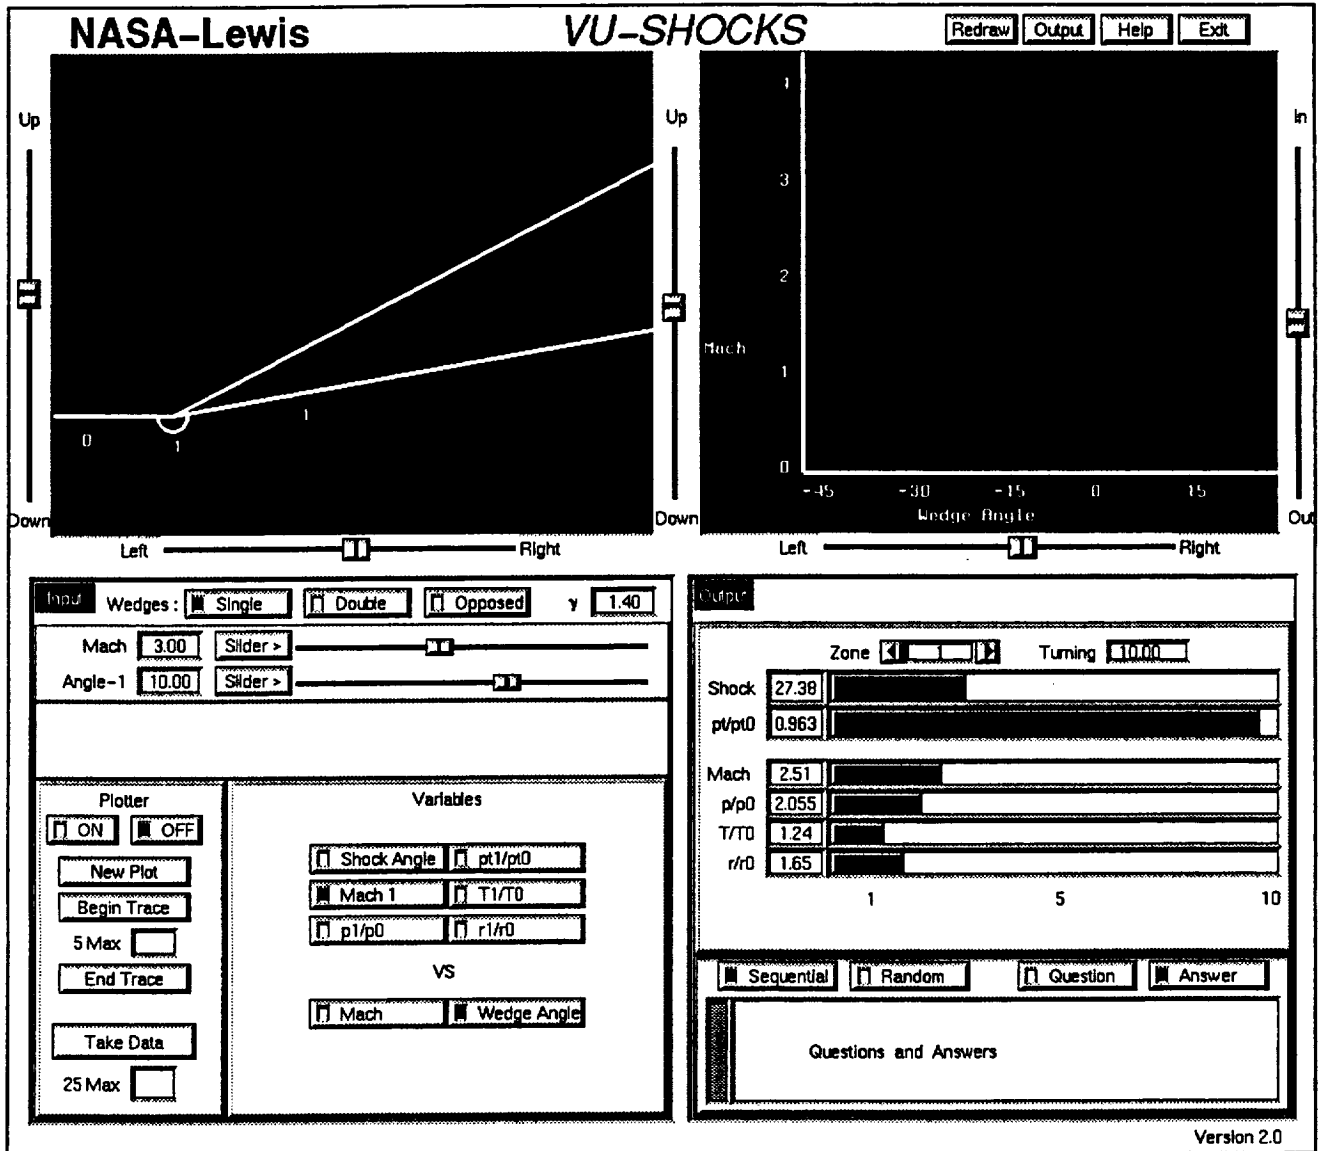 NASA–Lewis VU–SHOCKS Redraw Output Help Exit
Up
Down
Left Right
0 1 1
Up
Down
4
3
2
Mach
1
0
-45 -30 -15 0 15
Wedge Angle
Left Right
In
Out
Input Wedges : Single Double Opposed γ 1.40
Mach 3.00 Slider >
Angle-1 10.00 Slider >
Plotter
ON OFF
New Plot
Begin Trace
5 Max
End Trace
Take Data
25 Max
Variables
Shock Angle pt1/pt0
Mach 1 T1/T0
p1/p0 r1/r0
VS
Mach Wedge Angle
Output
Zone 1 Turning 10.00
Shock 27.38
pt/pt0 0.963
Mach 2.51
p/p0 2.055
T/T0 1.24
r/r0 1.65
1 5 10
Sequential Random Question Answer
Questions and Answers
Version 2.0